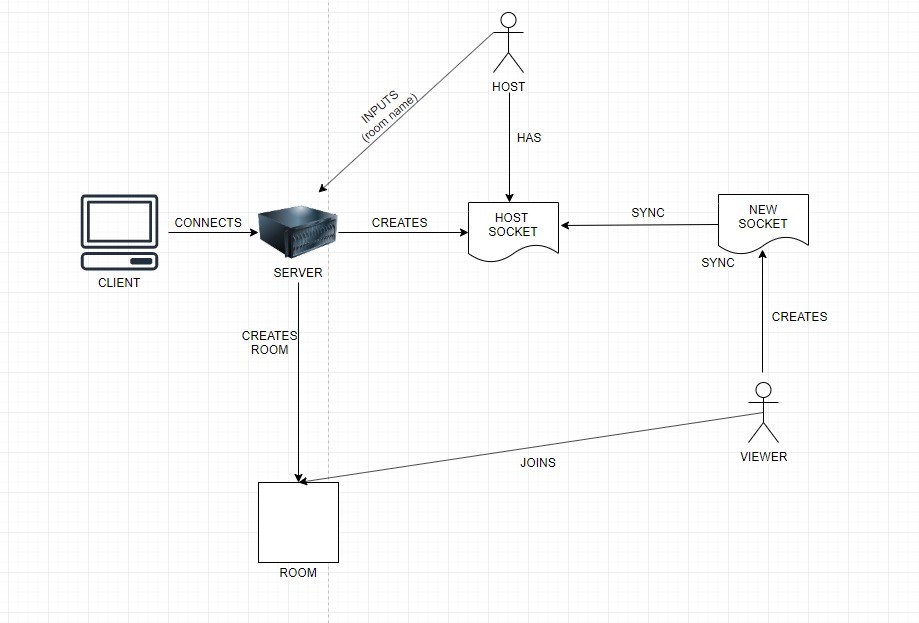 HOST
INPUTS
(room name)
HAS
CLIENT
CONNECTS
SERVER
CREATES
HOST
SOCKET
SYNC
NEW
SOCKET
SYNC
CREATES
CREATES
ROOM
VIEWER
JOINS
ROOM